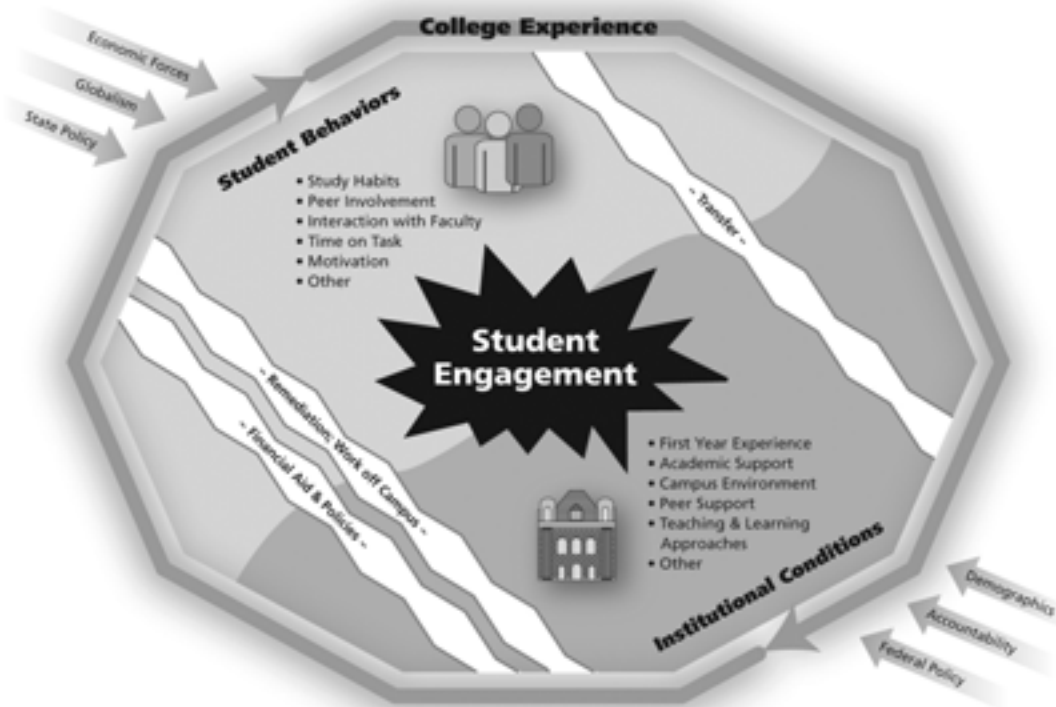 College Experience
Economic Forces
Globalism
State Policy
Student Behaviors
• Study Habits
• Peer Involvement
• Interaction with Faculty
• Time on Task
• Motivation
• Other
~ Transfer ~
Student
Engagement
~ Remediation; Work off Campus ~
~ Financial Aid & Policies ~
• First Year Experience
• Academic Support
• Campus Environment
• Peer Support
• Teaching & Learning
Approaches
• Other
Institutional Conditions
Demographics
Accountability
Federal Policy